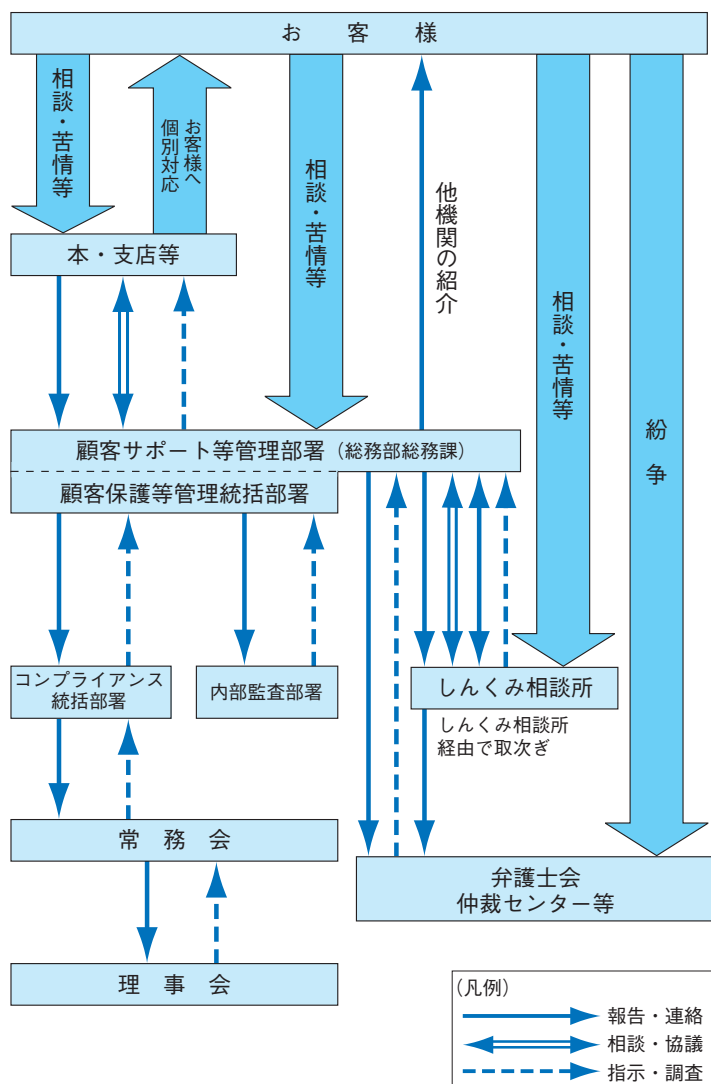 お客様
相談・苦情等
お客様へ
個別対応
相談・苦情等
他機関の紹介
相談・苦情等
紛争
本・支店等
顧客サポート等管理部署（総務部総務課）
顧客保護等管理統括部署
コンプライアンス
統括部署
内部監査部署
しんくみ相談所
しんくみ相談所
経由で取次ぎ
常務会
弁護士会
仲裁センター等
理事会
(凡例)
報告・連絡
相談・協議
指示・調査